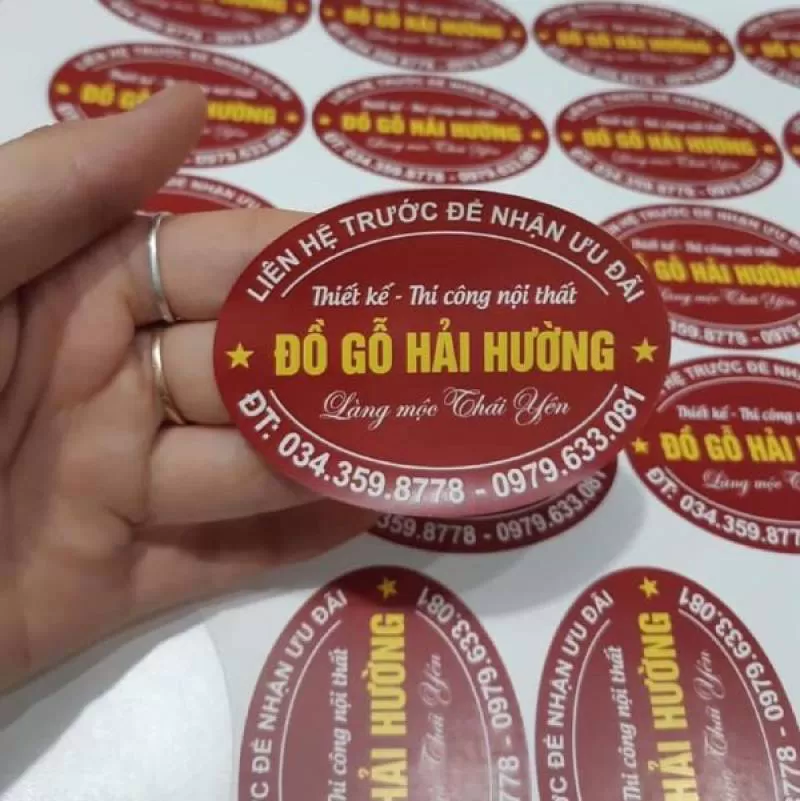 LIÊN HỆ TRƯỚC ĐỂ NHẬN ƯU ĐÃI
Thiết kế - Thi công nội thất
ĐỒ GỖ HẢI HƯỜNG
Làng mộc Thái Yên
ĐT: 034.359.8778 - 0979.633.081